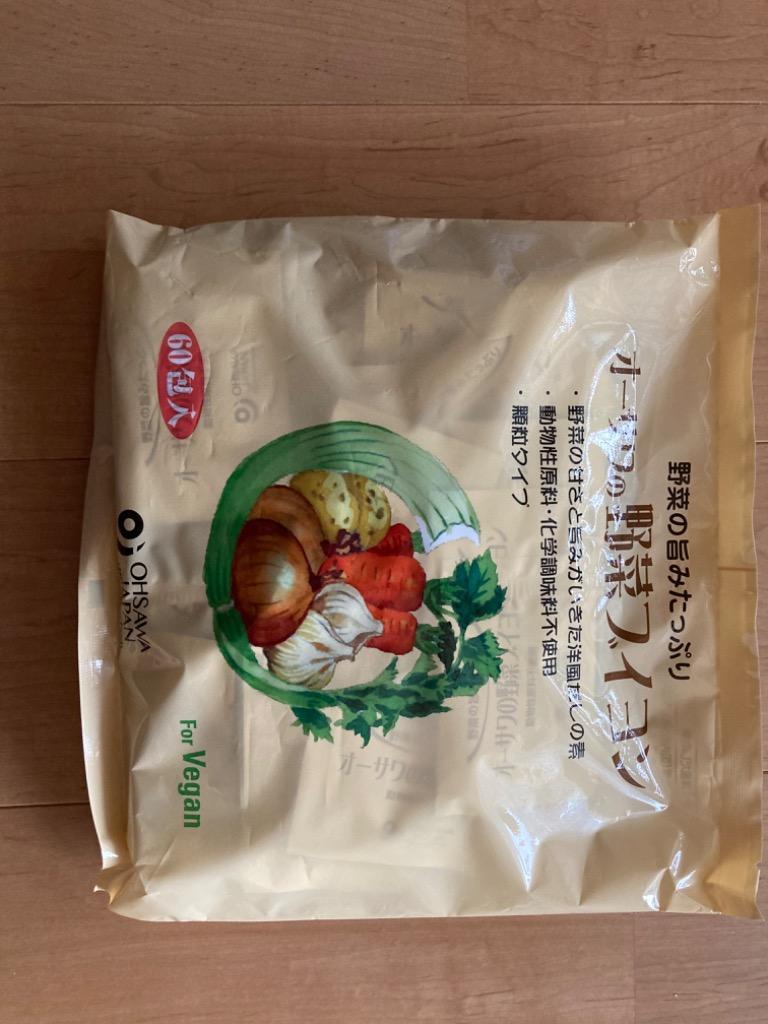 野菜の旨みたっぷり
オーサワの野菜ブイヨン
・野菜の甘さと旨みがいきた洋風だしの素
・動物性原料・化学調味料不使用
・顆粒タイプ
60包入
OHSAWA
JAPAN
For Vegan